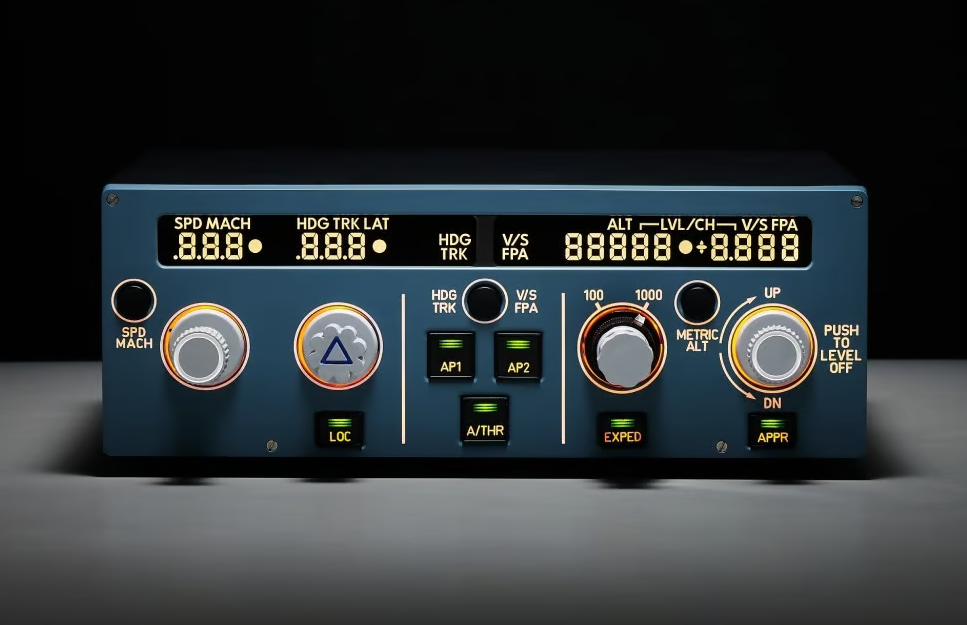 SPD MACH
HDG TRK LAT
ALT LVL/CH V/S FPA
.8.8.8
.8.8.8
HDG
TRK
V/S
FPA
88888
+8.888
SPD
MACH
HDG
TRK
V/S
FPA
100
1000
METRIC
ALT
UP
DN
PUSH
TO
LEVEL
OFF
AP1
AP2
LOC
A/THR
EXPED
APPR